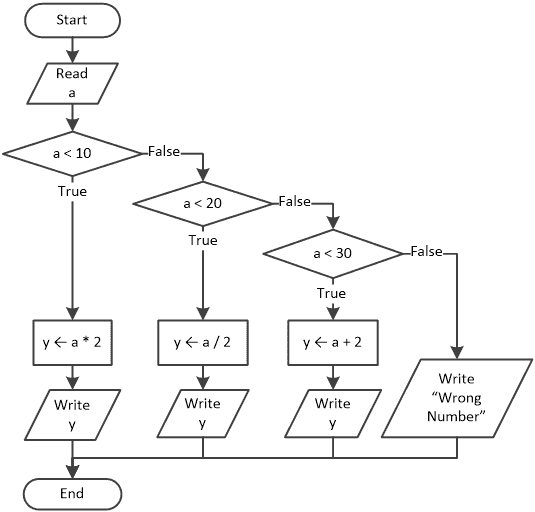 Start
Read
a
a < 10
False
True
a < 20
False
True
a < 30
False
True
y ← a * 2
y ← a / 2
y ← a + 2
Write
y
Write
y
Write
y
Write
“Wrong
Number”
End